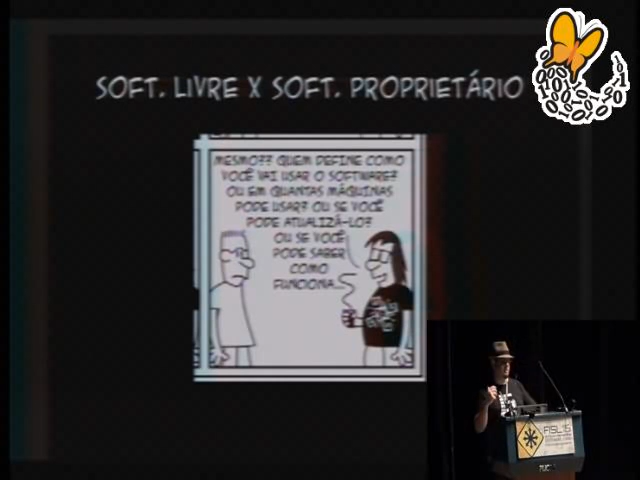 SOFT. LIVRE X SOFT. PROPRIETÁRIO
MESMO?? QUEM DEFINE COMO
VOCÊ VAI USAR O SOFTWARE?
OU EM QUANTAS MÁQUINAS
PODE USAR? OU SE VOCÊ
PODE ATUALIZÁ-LO?
OU SE VOCÊ
PODE SABER
COMO
FUNCIONA...
FISL15